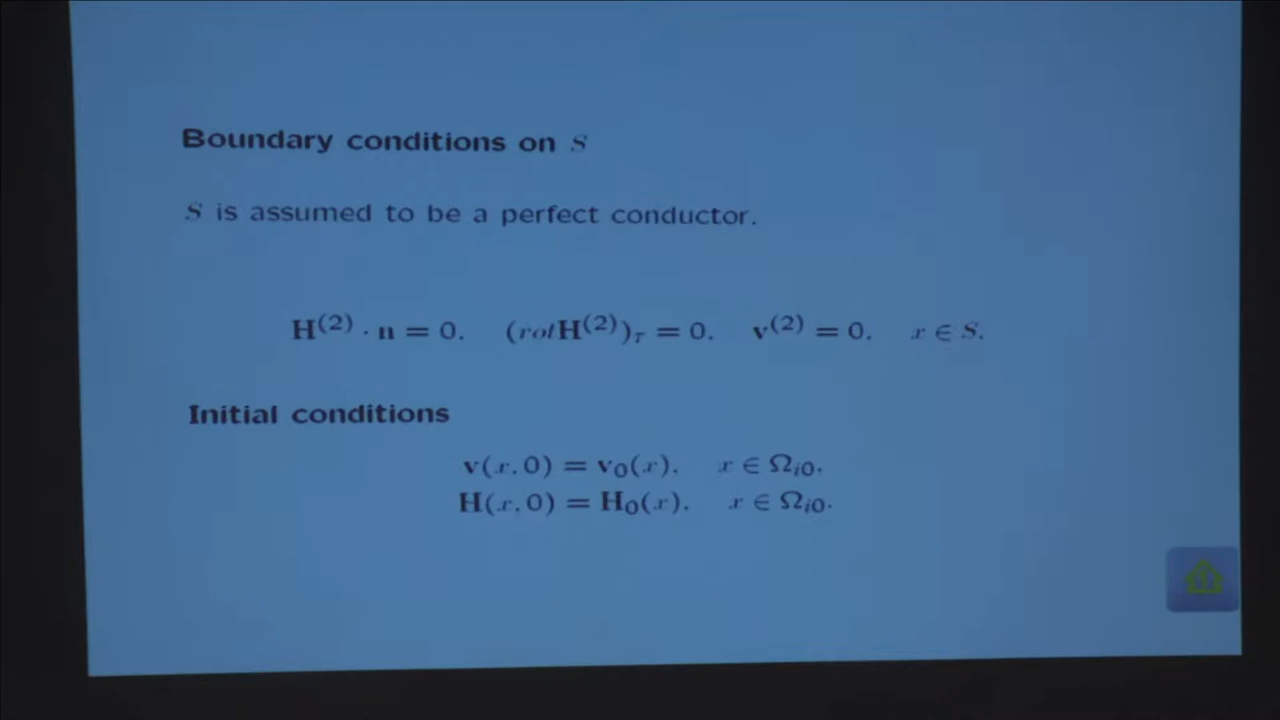 Boundary conditions on S
S is assumed to be a perfect conductor.
H⁽²⁾ · n = 0, (rotH⁽²⁾)τ = 0, v⁽²⁾ = 0, x ∈ S.
Initial conditions
v(x, 0) = v₀(x), x ∈ Ωᵢ₀,
H(x, 0) = H₀(x), x ∈ Ωᵢ₀.